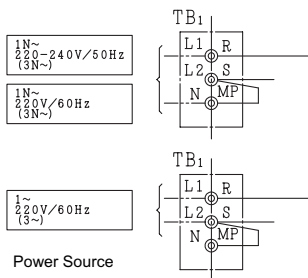 TB1
1N~
220-240V/50Hz
(3N~)
L1 R
L2 S
N MP
1N~
220V/60Hz
(3N~)
TB1
1~
220V/60Hz
(3~)
L1 R
L2 S
N MP
Power Source